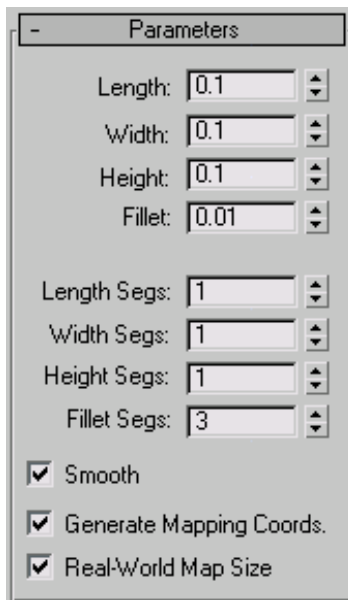 - Parameters
Length: 0.1
Width: 0.1
Height: 0.1
Fillet: 0.01
Length Segs: 1
Width Segs: 1
Height Segs: 1
Fillet Segs: 3
Smooth
Generate Mapping Coords.
Real-World Map Size